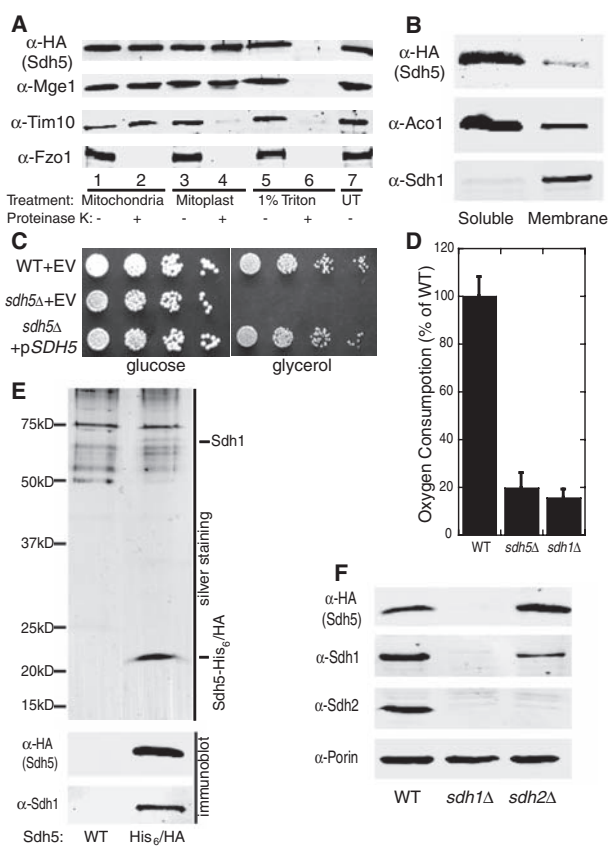 A
α-HA
(Sdh5)
α-Mge1
α-Tim10
α-Fzo1
1 2 3 4 5 6 7
Treatment: Mitochondria Mitoplast 1% Triton UT
Proteinase K: - + - + - + -
B
α-HA
(Sdh5)
α-Aco1
α-Sdh1
Soluble Membrane
C
WT+EV
sdh5Δ+EV
sdh5Δ
+pSDH5
glucose glycerol
D
Oxygen Consumpotion (% of WT)
120
100
80
60
40
20
0
WT sdh5Δ sdh1Δ
E
75kD
50kD
37kD
25kD
20kD
15kD
Sdh1
silver staining
Sdh5-His6/HA
α-HA
(Sdh5)
α-Sdh1
immunoblot
Sdh5: WT His6/HA
F
α-HA
(Sdh5)
α-Sdh1
α-Sdh2
α-Porin
WT sdh1Δ sdh2Δ